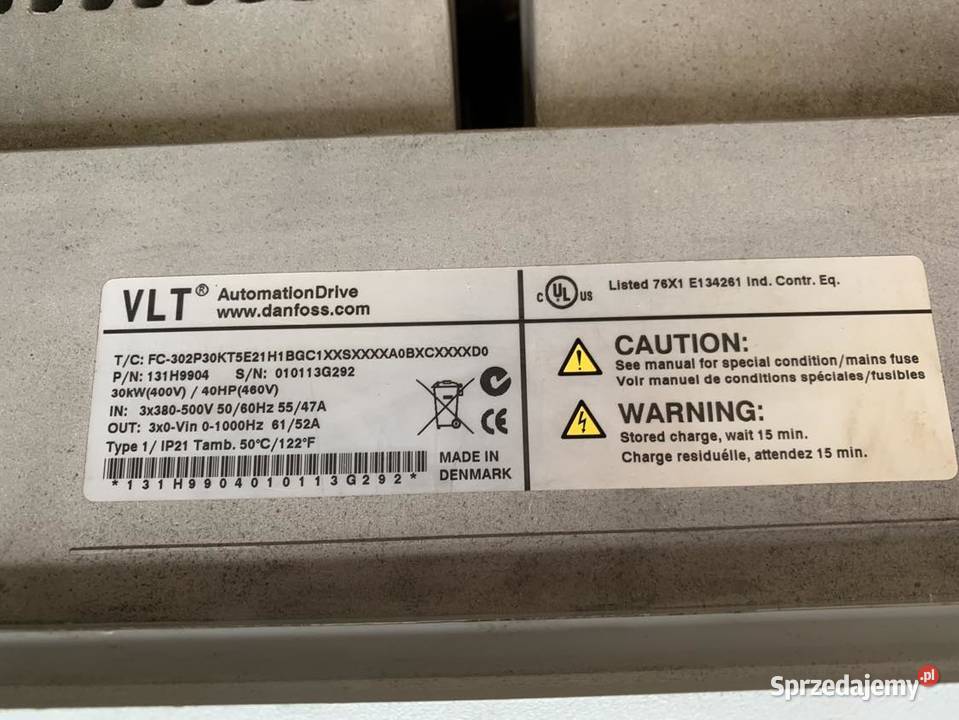 VLT® AutomationDrive
www.danfoss.com
T/C: FC-302P30KT5E21H1BGC1XXSXXXXA0BXCXXXXD0
P/N: 131H9904 S/N: 010113G292
30kW(400V) / 40HP(460V)
IN: 3x380-500V 50/60Hz 55/47A
OUT: 3x0-Vin 0-1000Hz 61/52A
Type 1/ IP21 Tamb. 50°C/122°F
*131H9904010113G292*
MADE IN
DENMARK
CE
c UL US Listed 76X1 E134261 Ind. Contr. Eq.
CAUTION:
See manual for special condition/mains fuse
Voir manuel de conditions spéciales/fusibles
WARNING:
Stored charge, wait 15 min.
Charge residuélle, attendez 15 min.
Sprzedajemy.pl